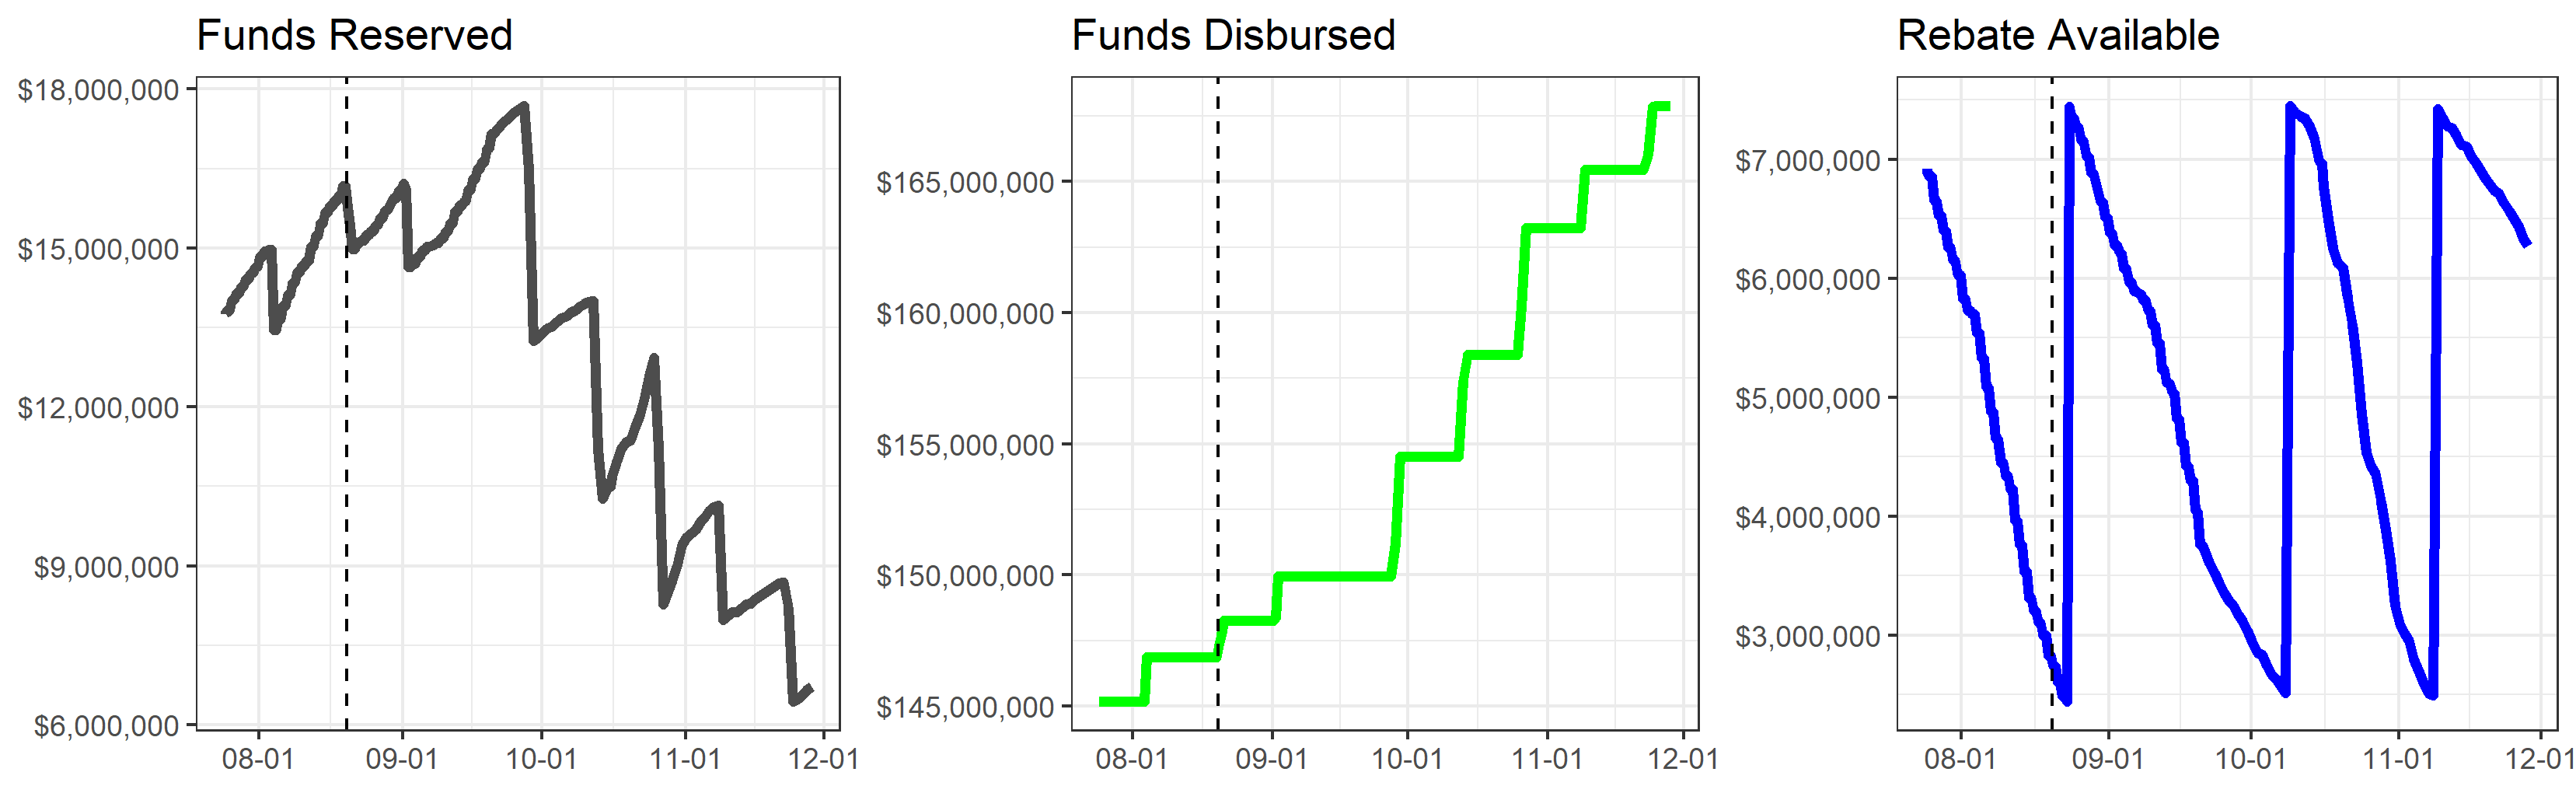 Funds Reserved
$18,000,000
$15,000,000
$12,000,000
$9,000,000
$6,000,000
08-01 09-01 10-01 11-01 12-01
Funds Disbursed
$165,000,000
$160,000,000
$155,000,000
$150,000,000
$145,000,000
08-01 09-01 10-01 11-01 12-01
Rebate Available
$7,000,000
$6,000,000
$5,000,000
$4,000,000
$3,000,000
08-01 09-01 10-01 11-01 12-01